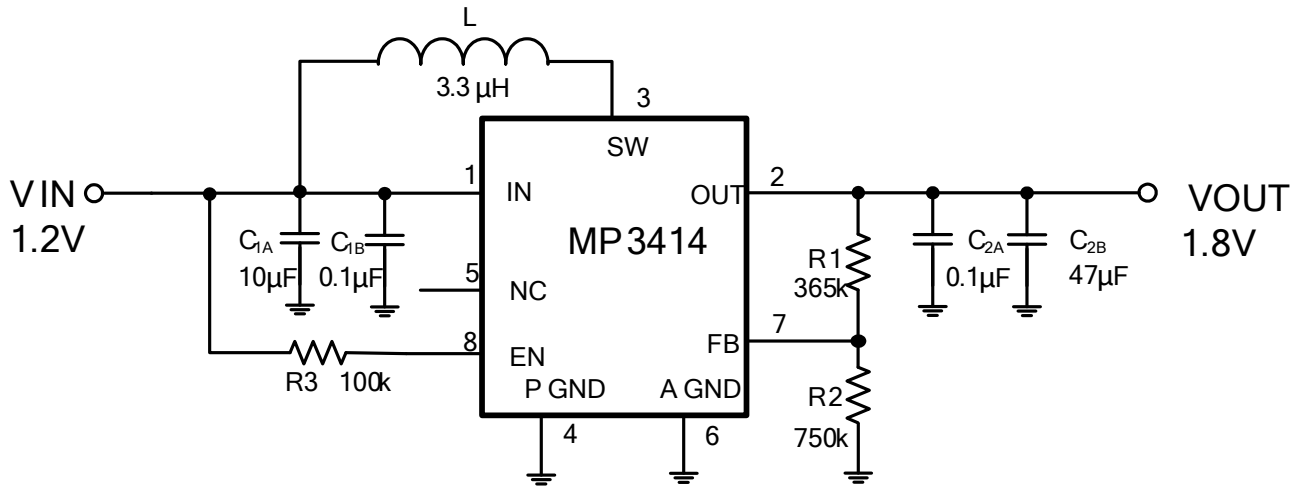 L
3.3 µH
3
SW
VIN
1.2V
1
IN
OUT
2
VOUT
1.8V
MP3414
C1A
10µF
C1B
0.1µF
5
NC
R1
365k
C2A
0.1µF
C2B
47µF
8
EN
FB
7
R3
100k
P GND
A GND
R2
750k
4
6